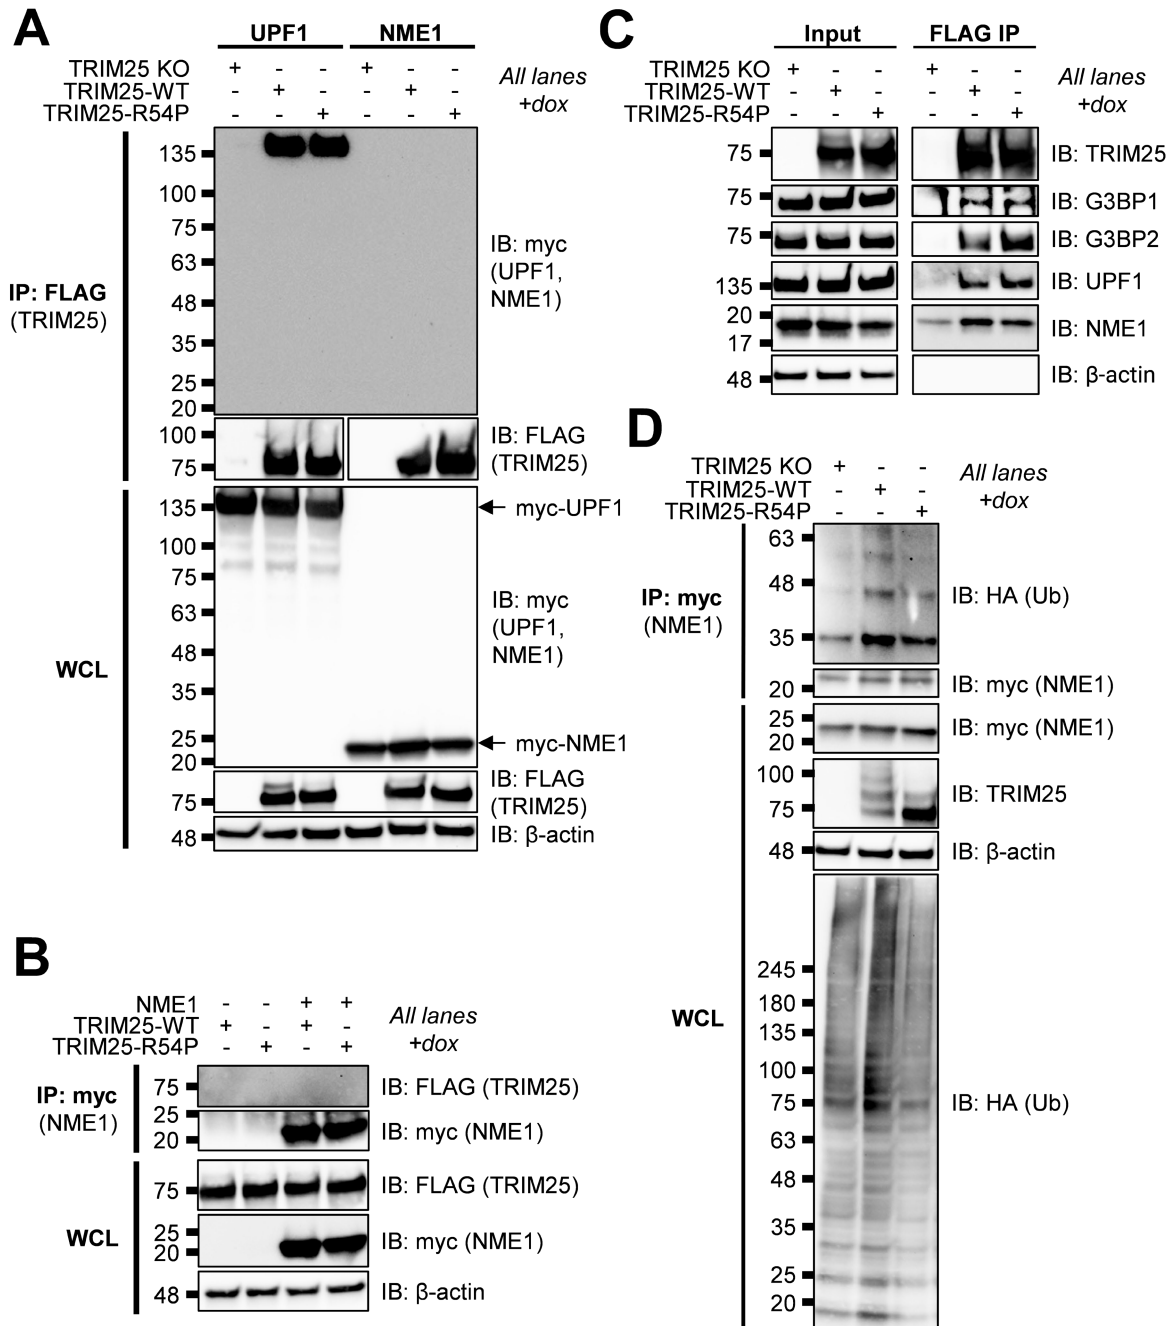 A
UPF1 NME1
TRIM25 KO + - - + - -
TRIM25-WT - + - - + -
TRIM25-R54P - - + - - +
All lanes
+dox
IP: FLAG
(TRIM25)
135
100
75
63
48
35
25
20
IB: myc
(UPF1,
NME1)
100
75
IB: FLAG
(TRIM25)
WCL
135
100
75
63
48
35
25
20
myc-UPF1
IB: myc
(UPF1,
NME1)
myc-NME1
75
IB: FLAG
(TRIM25)
48
IB: β-actin
B
NME1 - - + +
TRIM25-WT + - + -
TRIM25-R54P - + - +
All lanes
+dox
IP: myc
(NME1)
75
IB: FLAG (TRIM25)
25
20
IB: myc (NME1)
WCL
75
IB: FLAG (TRIM25)
25
20
IB: myc (NME1)
48
IB: β-actin
C
Input FLAG IP
TRIM25 KO + - - + - -
TRIM25-WT - + - - + -
TRIM25-R54P - - + - - +
All lanes
+dox
75
IB: TRIM25
75
IB: G3BP1
75
IB: G3BP2
135
IB: UPF1
20
17
IB: NME1
48
IB: β-actin
D
TRIM25 KO + - -
TRIM25-WT - + -
TRIM25-R54P - - +
All lanes
+dox
IP: myc
(NME1)
63
48
35
IB: HA (Ub)
20
IB: myc (NME1)
WCL
25
20
IB: myc (NME1)
100
75
IB: TRIM25
48
IB: β-actin
245
180
135
100
75
63
48
35
25
20
IB: HA (Ub)